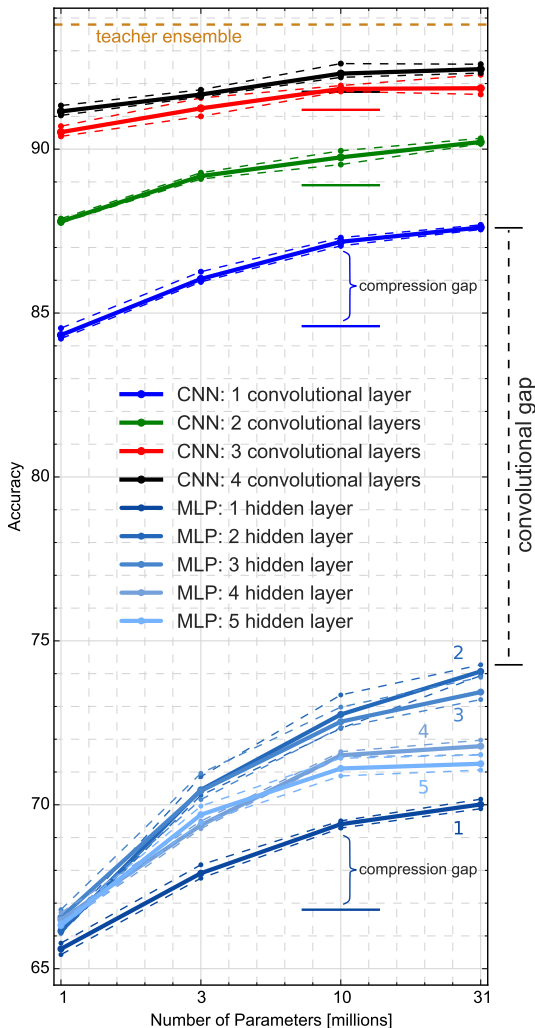 teacher ensemble
90
compression gap
85
CNN: 1 convolutional layer
CNN: 2 convolutional layers
CNN: 3 convolutional layers
CNN: 4 convolutional layers
MLP: 1 hidden layer
MLP: 2 hidden layer
MLP: 3 hidden layer
MLP: 4 hidden layer
MLP: 5 hidden layer
80
Accuracy
convolutional gap
75
2
3
4
5
70
1
compression gap
65
1 3 10 31
Number of Parameters [millions]